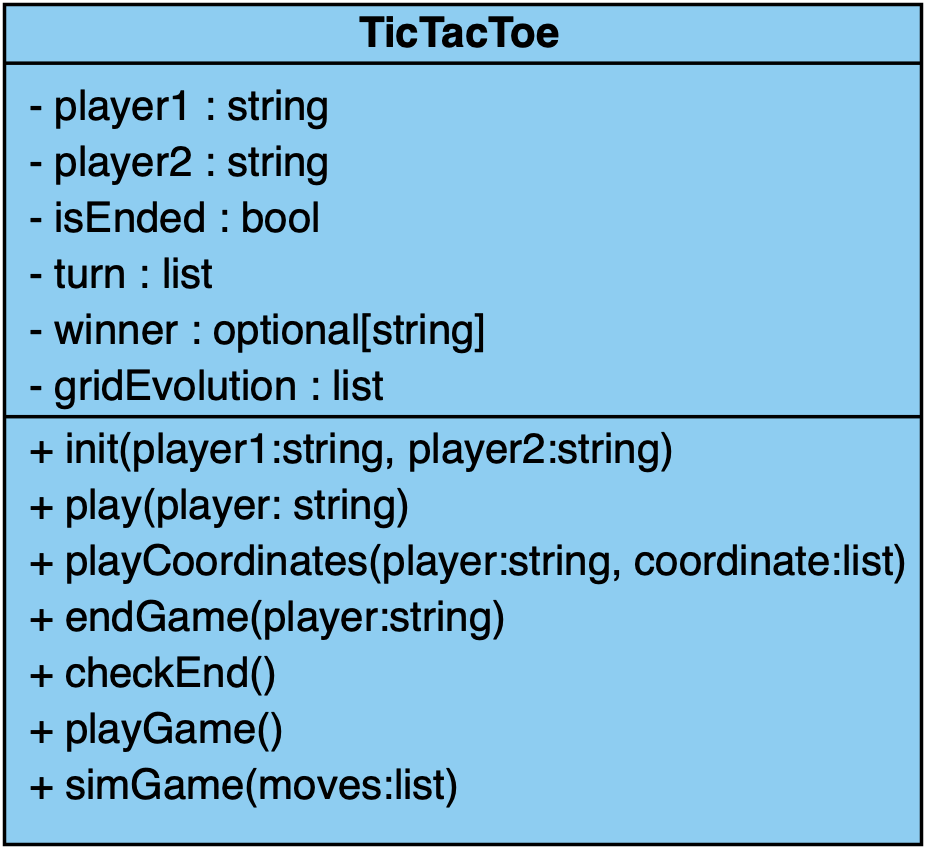 TicTacToe
- player1 : string
- player2 : string
- isEnded : bool
- turn : list
- winner : optional[string]
- gridEvolution : list
+ init(player1:string, player2:string)
+ play(player: string)
+ playCoordinates(player:string, coordinate:list)
+ endGame(player:string)
+ checkEnd()
+ playGame()
+ simGame(moves:list)